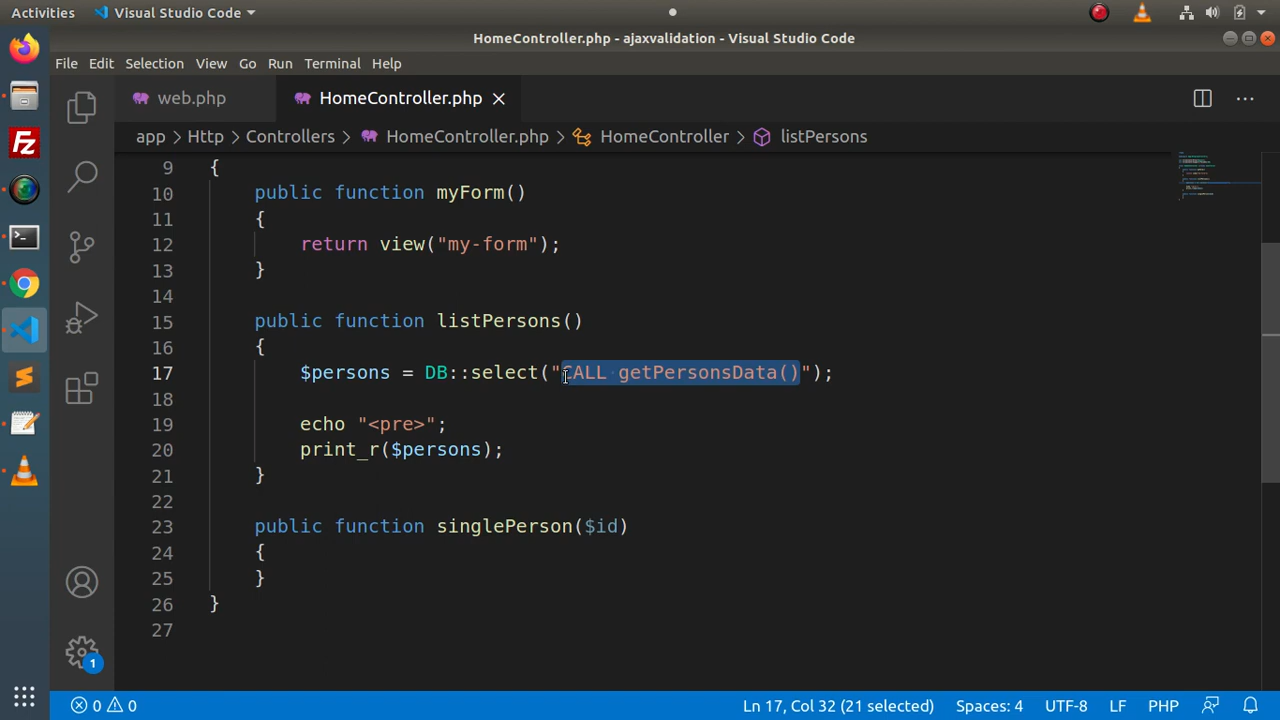 Activities Visual Studio Code
HomeController.php - ajaxvalidation - Visual Studio Code
File Edit Selection View Go Run Terminal Help
web.php HomeController.php
app > Http > Controllers > HomeController.php > HomeController > listPersons
9 {
10 public function myForm()
11 {
12 return view("my-form");
13 }
14
15 public function listPersons()
16 {
17 $persons = DB::select("CALL getPersonsData()");
18
19 echo "<pre>";
20 print_r($persons);
21 }
22
23 public function singlePerson($id)
24 {
25 }
26 }
27
1
0 0 Ln 17, Col 32 (21 selected) Spaces: 4 UTF-8 LF PHP